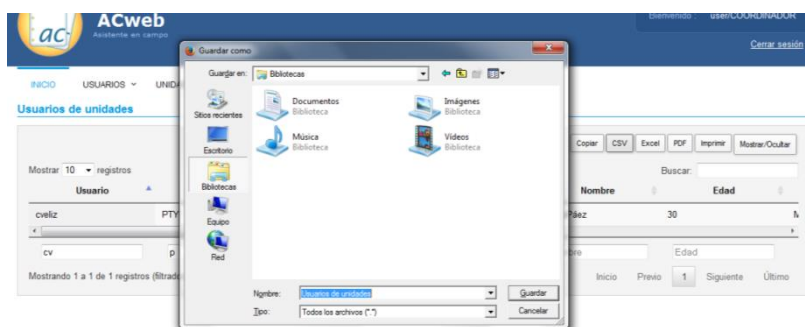 ac
ACweb
Asistente en campo
Bienvenido : user/COORDINADOR
Cerrar sesión
INICIO USUARIOS UNIDA
Usuarios de unidades
Guardar como
Guardar en: Bibliotecas
Sitios recientes
Escritorio
Bibliotecas
Equipo
Red
Documentos
Biblioteca
Imágenes
Biblioteca
Música
Biblioteca
Vídeos
Biblioteca
Nombre: Usuarios de unidades Guardar
Tipo: Todos los archivos (*.*) Cancelar
Copiar CSV Excel PDF Imprimir Mostrar/Ocultar
Mostrar 10 registros
Buscar:
Usuario Nombre Edad
cveliz PTY Páez 30
cv p bre Edad
Mostrando 1 a 1 de 1 registros (filtrado
Inicio Previo 1 Siguiente Último